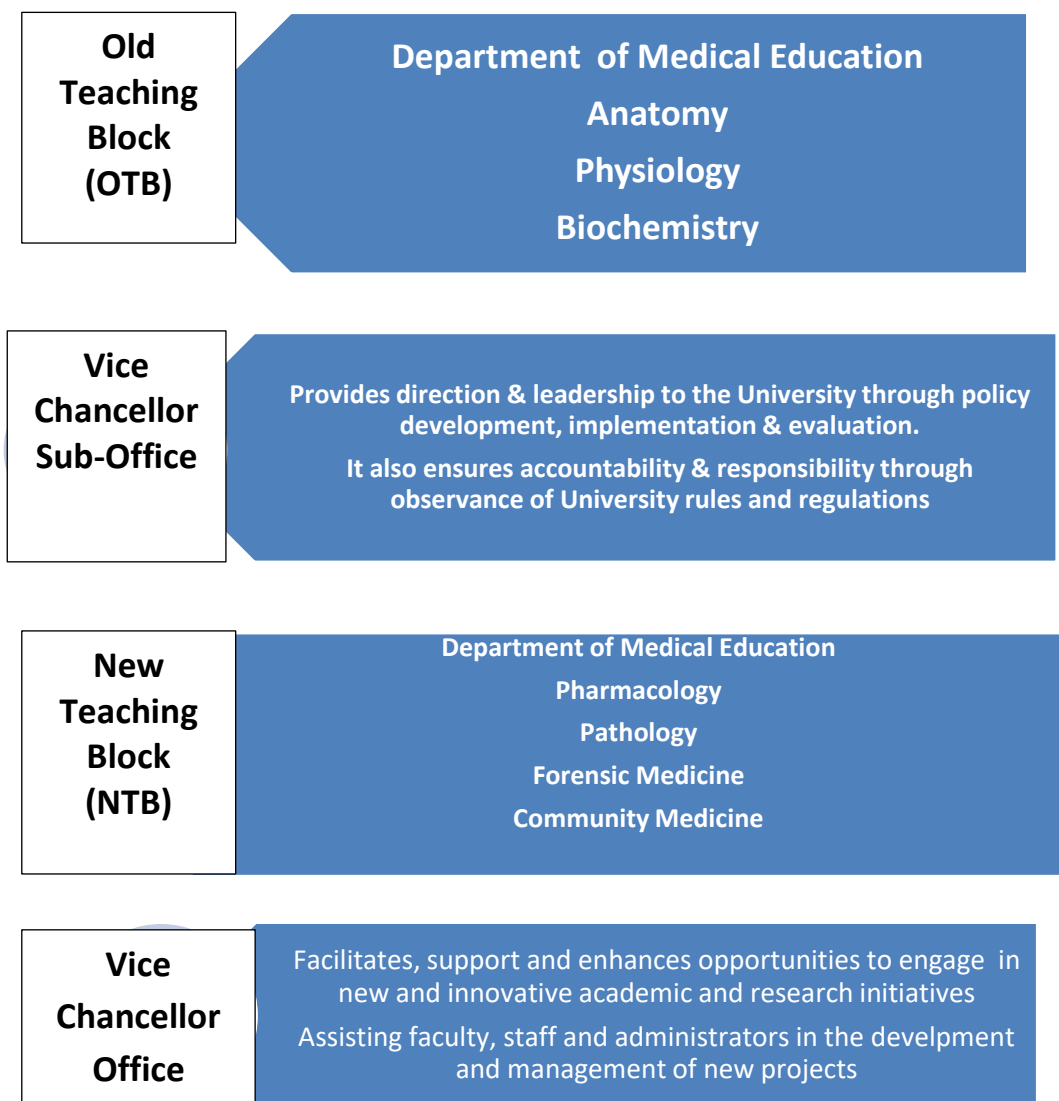 Old
Teaching
Block
(OTB)
Department of Medical Education
Anatomy
Physiology
Biochemistry
Vice
Chancellor
Sub-Office
Provides direction & leadership to the University through policy
development, implementation & evaluation.
It also ensures accountability & responsibility through
observance of University rules and regulations
New
Teaching
Block
(NTB)
Department of Medical Education
Pharmacology
Pathology
Forensic Medicine
Community Medicine
Vice
Chancellor
Office
Facilitates, support and enhances opportunities to engage in
new and innovative academic and research initiatives
Assisting faculty, staff and administrators in the develpment
and management of new projects